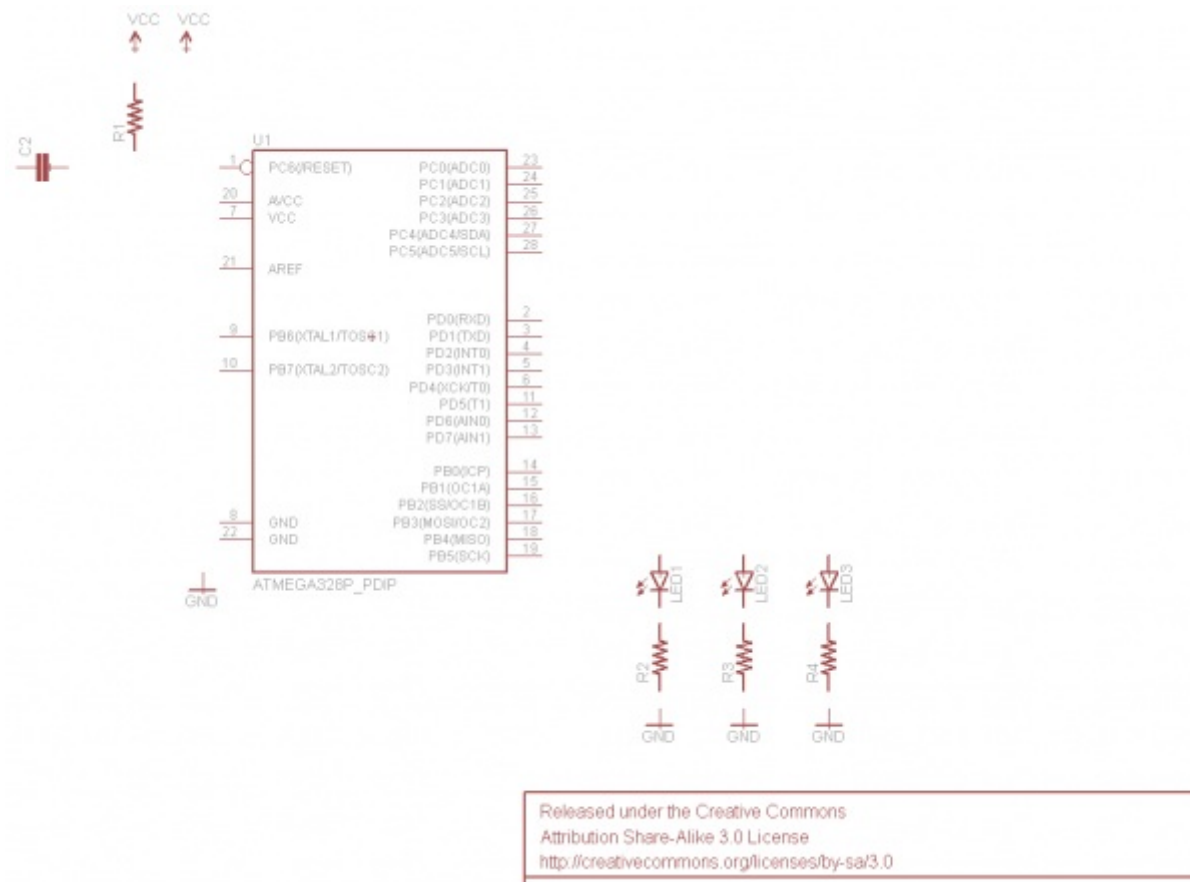 VCC VCC
R1
C2
U1
1 PC6(/RESET) PC0(ADC0) 23
PC1(ADC1) 24
20 AVCC PC2(ADC2) 25
7 VCC PC3(ADC3) 26
PC4(ADC4/SDA) 27
PC5(ADC5/SCL) 28
21 AREF
PD0(RXD) 2
9 PB6(XTAL1/TOSC1) PD1(TXD) 3
PD2(INT0) 4
10 PB7(XTAL2/TOSC2) PD3(INT1) 5
PD4(XCK/T0) 6
PD5(T1) 11
PD6(AIN0) 12
PD7(AIN1) 13
PB0(ICP) 14
PB1(OC1A) 15
PB2(SS/OC1B) 16
8 GND PB3(MOSI/OC2) 17
22 GND PB4(MISO) 18
PB5(SCK) 19
ATMEGA328P_PDIP
GND
LED1 LED2 LED3
R2 R3 R4
GND GND GND
Released under the Creative Commons
Attribution Share-Alike 3.0 License
http://creativecommons.org/licenses/by-sa/3.0